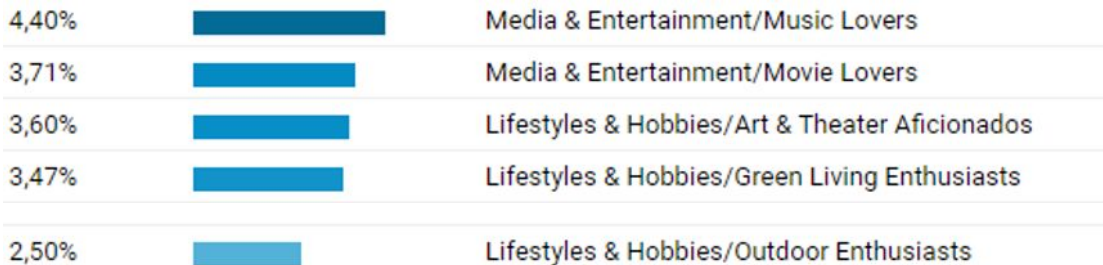 4,40% Media & Entertainment/Music Lovers
3,71% Media & Entertainment/Movie Lovers
3,60% Lifestyles & Hobbies/Art & Theater Aficionados
3,47% Lifestyles & Hobbies/Green Living Enthusiasts
2,50% Lifestyles & Hobbies/Outdoor Enthusiasts